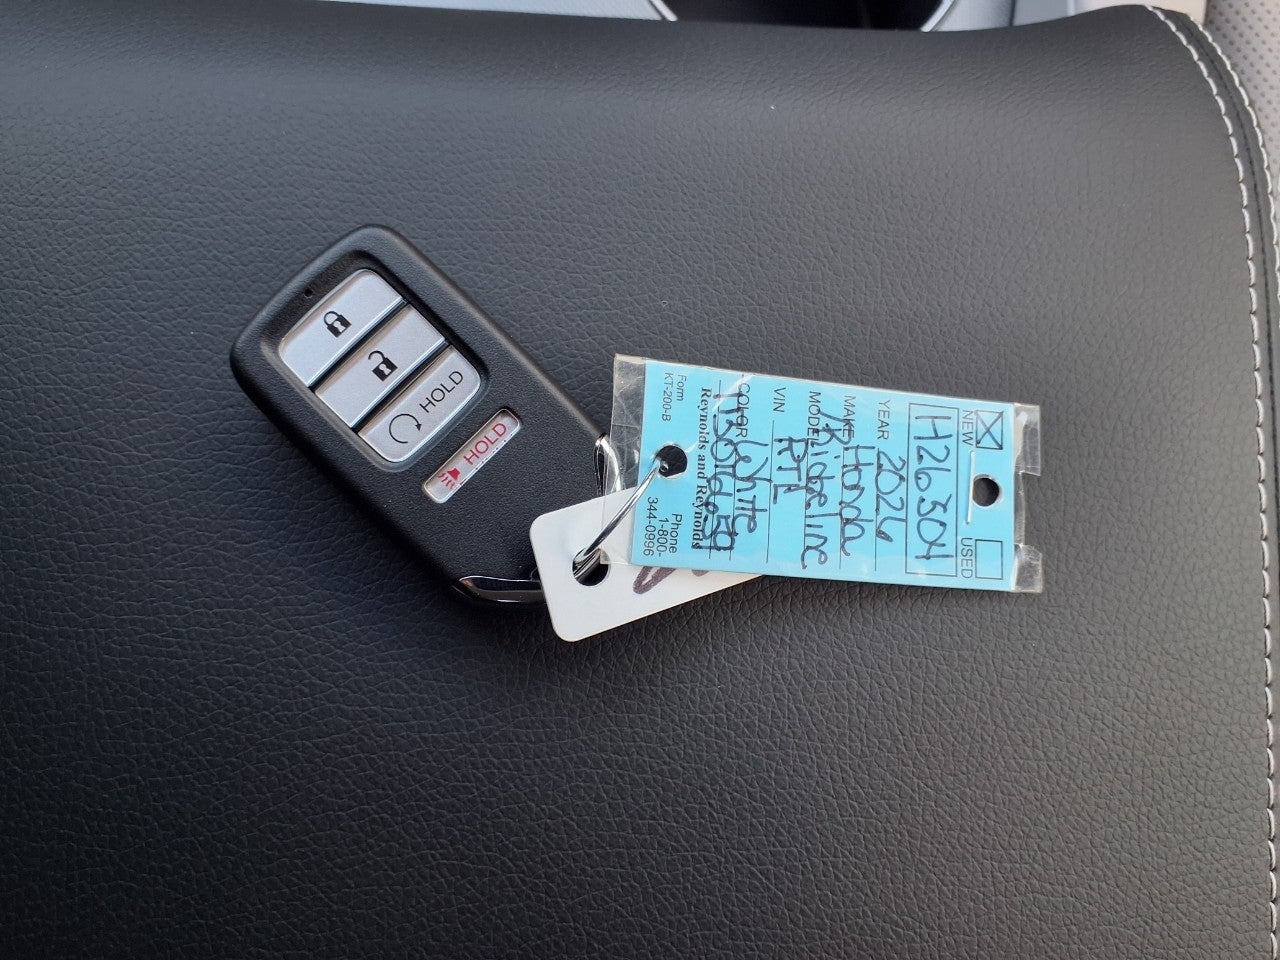 HOLD
HOLD
NEW
USED
H26304
YEAR 2026
MAKE Honda
MODEL Ridgeline
RTL
VIN
COLOR White
Reynolds and Reynolds
Form
KT-200-B
Phone
1-800-
344-0996